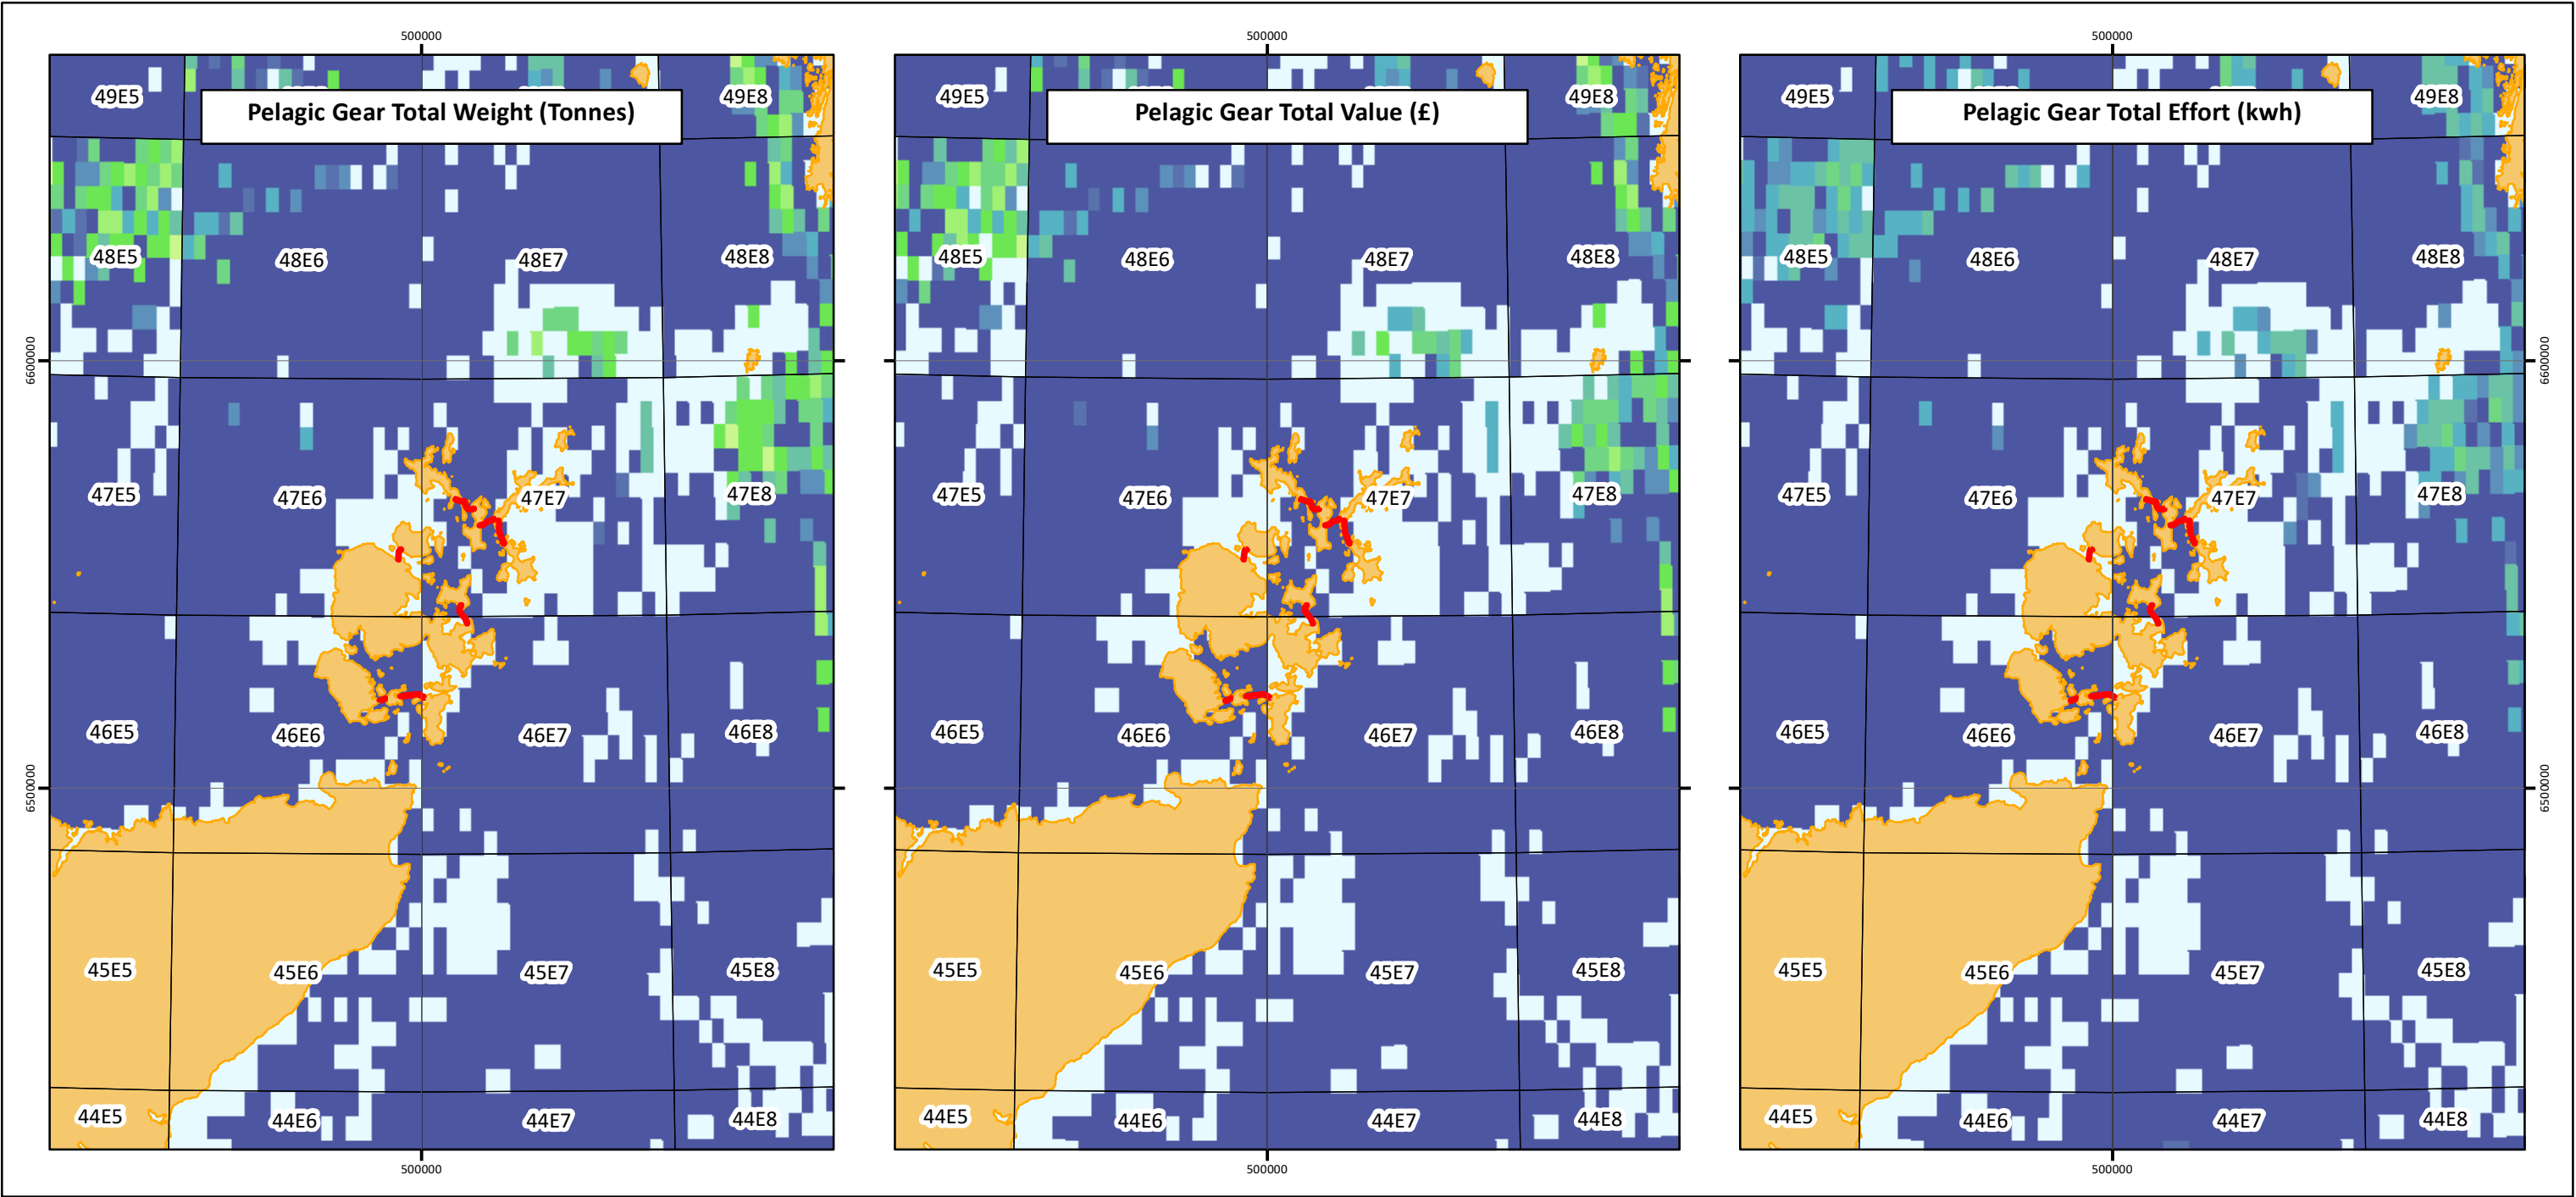 500000
500000
500000
Pelagic Gear Total Weight (Tonnes)
Pelagic Gear Total Value (£)
Pelagic Gear Total Effort (kwh)
49E5
49E8
49E5
49E8
49E5
49E8
48E5
48E6
48E7
48E8
48E5
48E6
48E7
48E8
48E5
48E6
48E7
48E8
6600000
6600000
47E5
47E6
47E7
47E8
47E5
47E6
47E7
47E8
47E5
47E6
47E7
47E8
46E5
46E6
46E7
46E8
46E5
46E6
46E7
46E8
46E5
46E6
46E7
46E8
6500000
6500000
45E5
45E6
45E7
45E8
45E5
45E6
45E7
45E8
45E5
45E6
45E7
45E8
44E5
44E6
44E7
44E8
44E5
44E6
44E7
44E8
44E5
44E6
44E7
44E8
500000
500000
500000